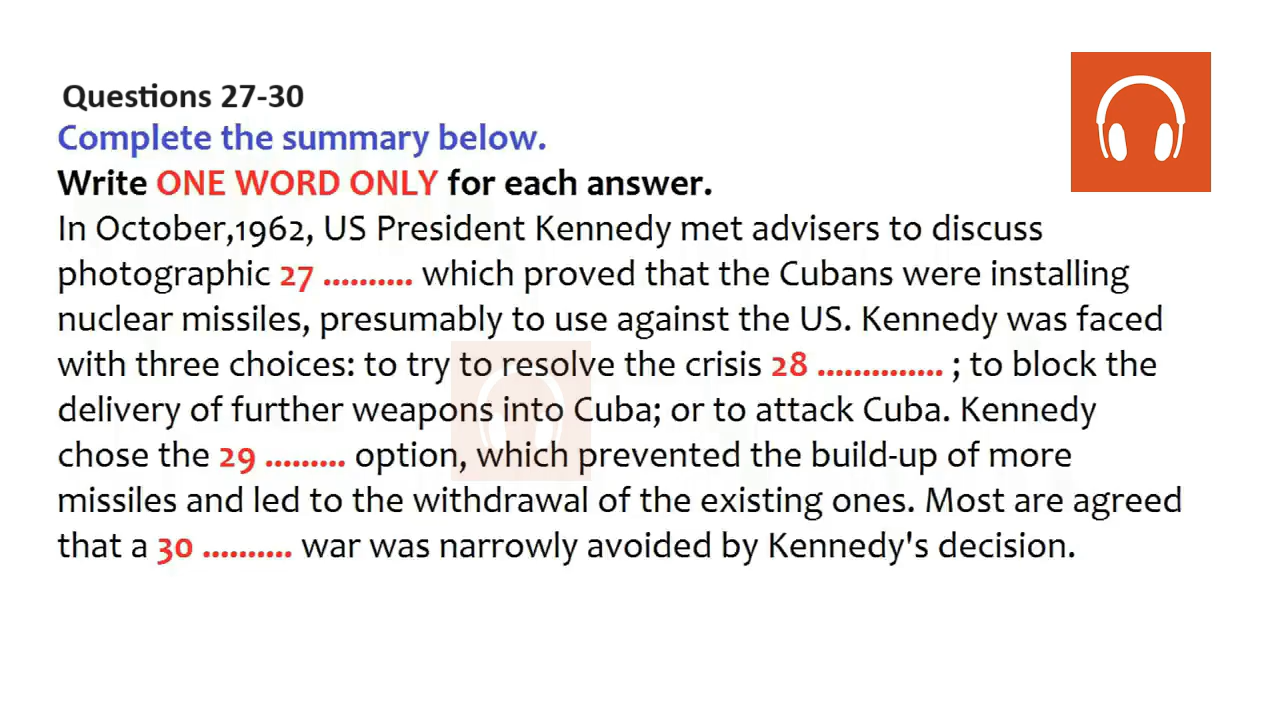 Questions 27-30
Complete the summary below.
Write ONE WORD ONLY for each answer.
In October,1962, US President Kennedy met advisers to discuss
photographic 27 .......... which proved that the Cubans were installing
nuclear missiles, presumably to use against the US. Kennedy was faced
with three choices: to try to resolve the crisis 28 .............. ; to block the
delivery of further weapons into Cuba; or to attack Cuba. Kennedy
chose the 29 ......... option, which prevented the build-up of more
missiles and led to the withdrawal of the existing ones. Most are agreed
that a 30 .......... war was narrowly avoided by Kennedy's decision.